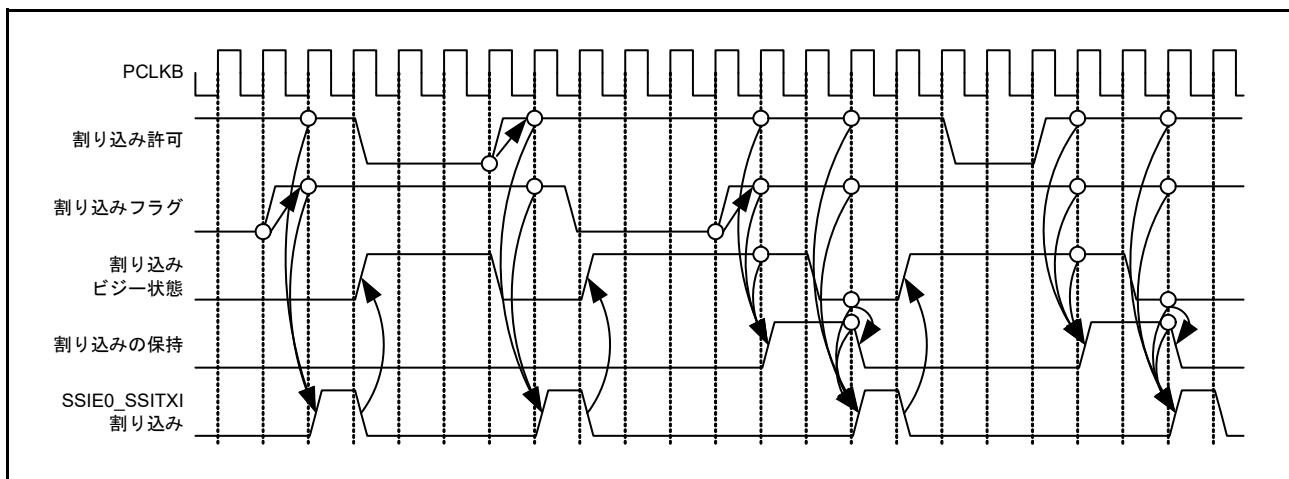 PCLKB
割り込み許可
割り込みフラグ
割り込み
ビジー状態
割り込みの保持
SSIE0_SSITXI
割り込み